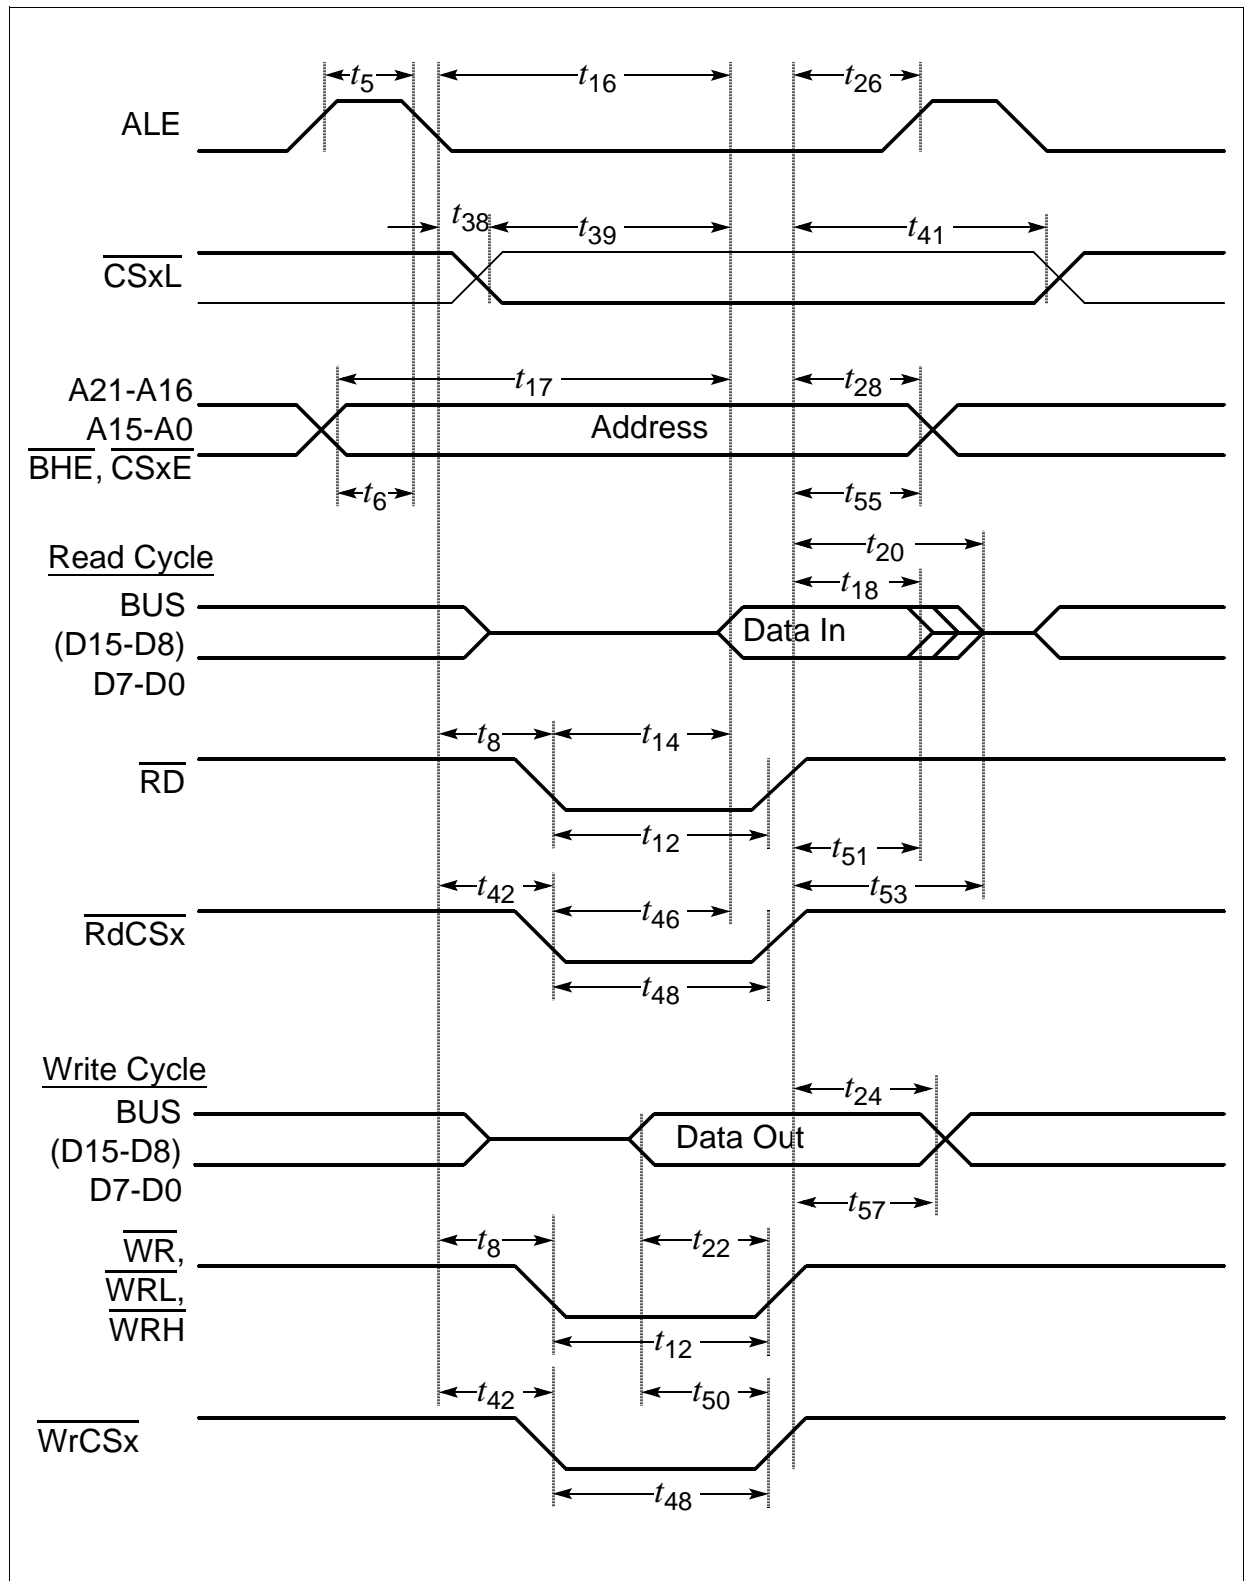 t5
t16
t26
ALE
t38
t39
t41
CSxL
A21-A16
t17
t28
A15-A0
Address
BHE, CSxE
t6
t55
t20
Read Cycle
t18
BUS
Data In
(D15-D8)
D7-D0
t8
t14
RD
t12
t51
t42
t53
t46
RdCSx
t48
Write Cycle
t24
BUS
Data Out
(D15-D8)
D7-D0
t57
t8
t22
WR,
WRL,
WRH
t12
t42
t50
WrCSx
t48